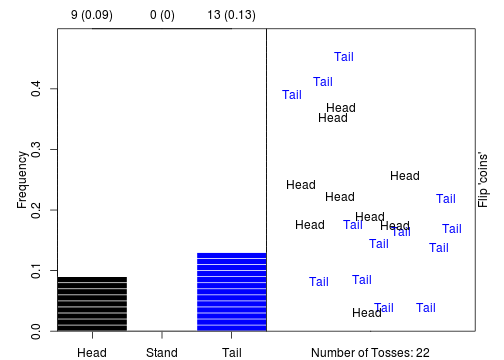 9 (0.09) 0 (0) 13 (0.13)
Frequency
0.4
0.3
0.2
0.1
0.0
Head Stand Tail
Tail
Tail
Tail
Head
Head
Head
Head
Head
Tail
Head
Head
Tail
Head
Tail
Tail
Tail
Tail
Tail
Tail
Head
Tail
Tail
Number of Tosses: 22
Flip 'coins'